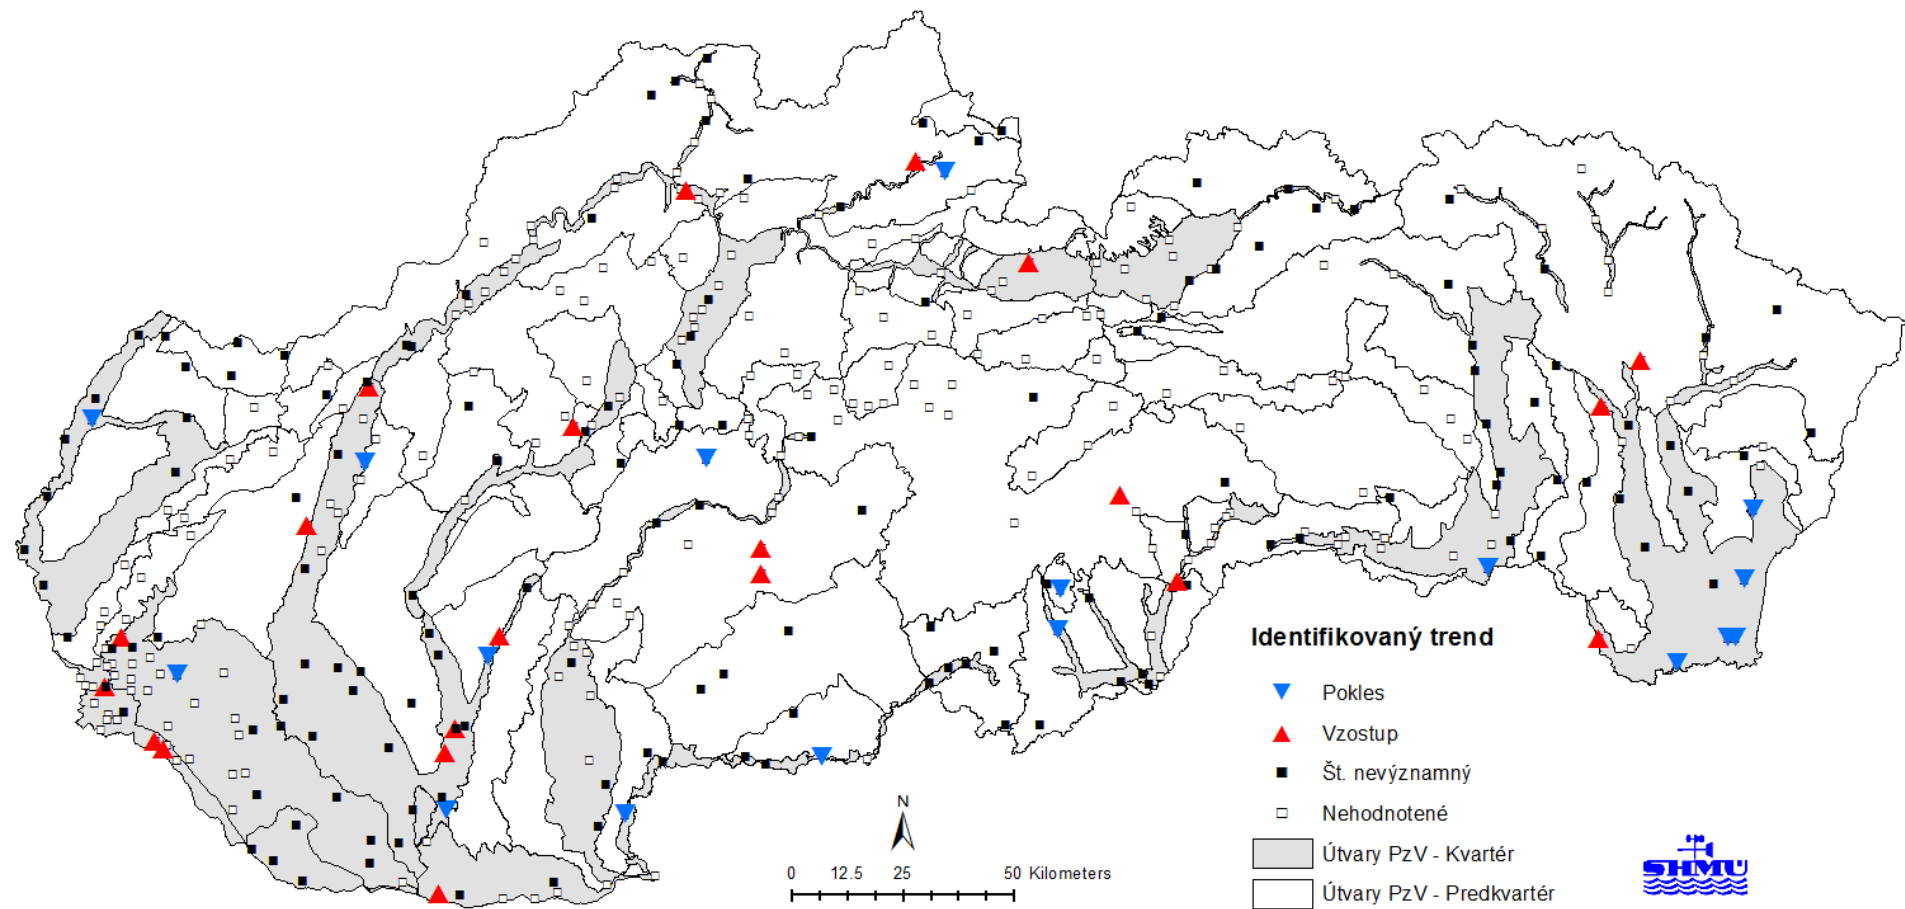 Identifikovaný trend
Pokles
Vzostup
Št. nevýznamný
Nehodnotené
Útvary PzV - Kvartér
Útvary PzV - Predkvartér
N
0 12.5 25 50 Kilometers
SHMÚ